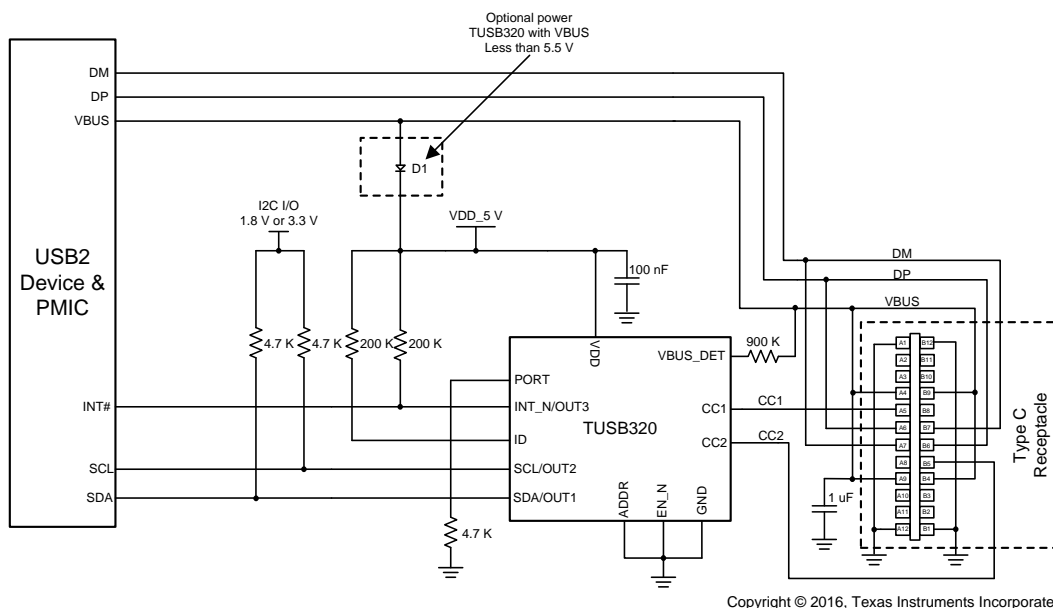 Optional power
TUSB320 with VBUS
Less than 5.5 V
DM
DP
VBUS
D1
I2C I/O
1.8 V or 3.3 V
VDD_5 V
USB2
Device &
PMIC
DM
DP
VBUS
100 nF
4.7 K
4.7 K
200 K
200 K
900 K
VDD
VBUS_DET
PORT
INT#
INT_N/OUT3
CC1
CC1
TUSB320
ID
CC2
CC2
SCL
SCL/OUT2
SDA
SDA/OUT1
ADDR
EN_N
GND
4.7 K
1 uF
A1
B12
A2
B11
A3
B10
A4
B9
A5
B8
A6
B7
A7
B6
A8
B5
A9
B4
A10
B3
A11
B2
A12
B1
Type C
Receptacle
Copyright © 2016, Texas Instruments Incorporate